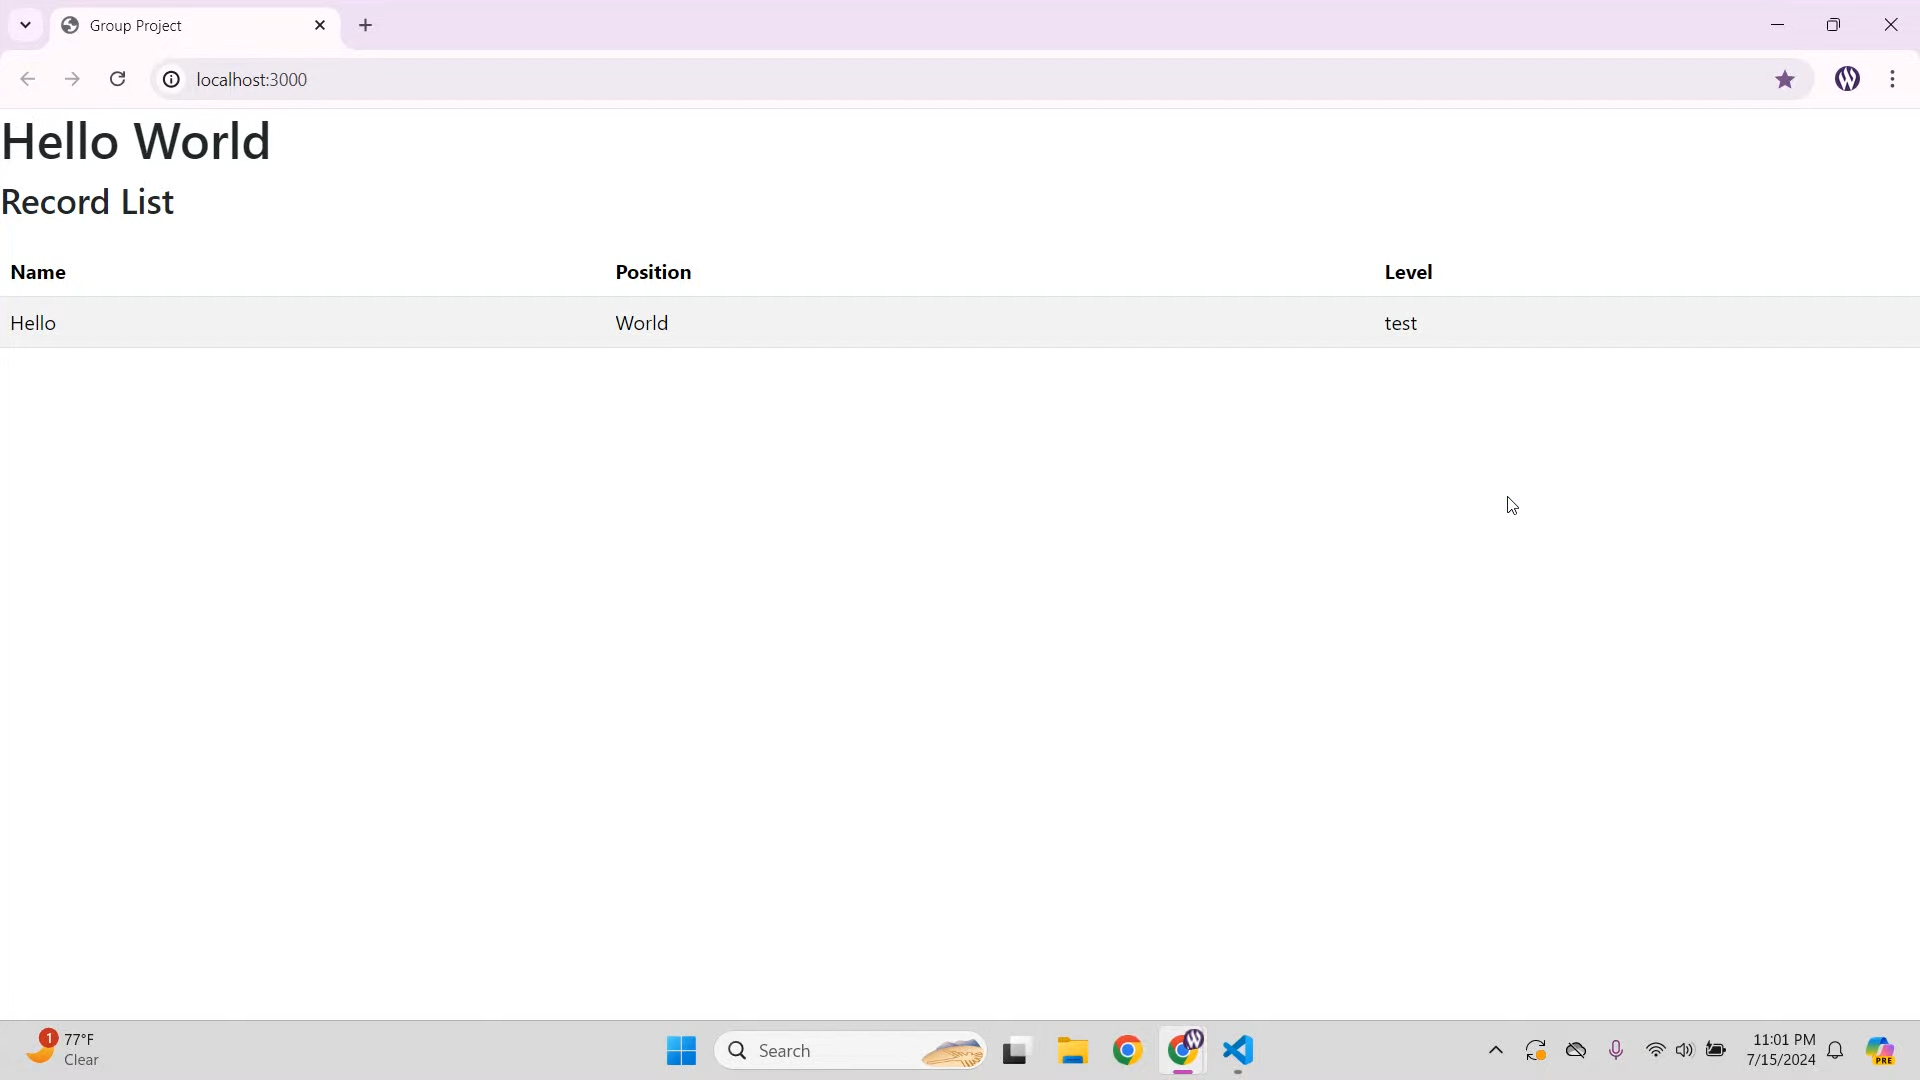 Group Project
localhost:3000
Hello World
Record List
Name Position Level
Hello World test
1 77°F
Clear
Search
11:01 PM
7/15/2024
PRE